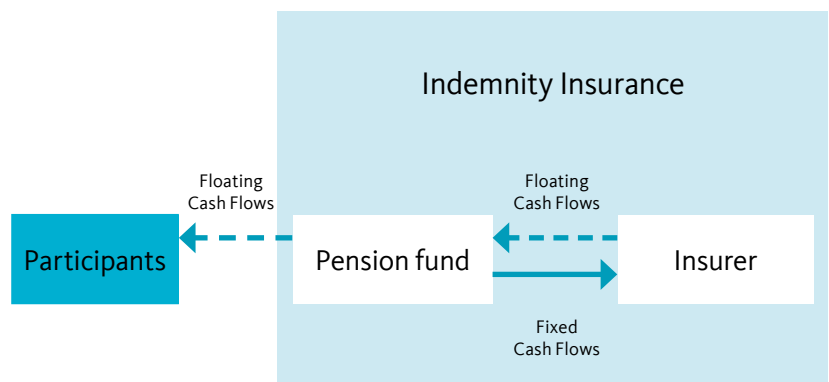 Indemnity Insurance
Floating
Cash Flows
Floating
Cash Flows
Participants
Pension fund
Insurer
Fixed
Cash Flows